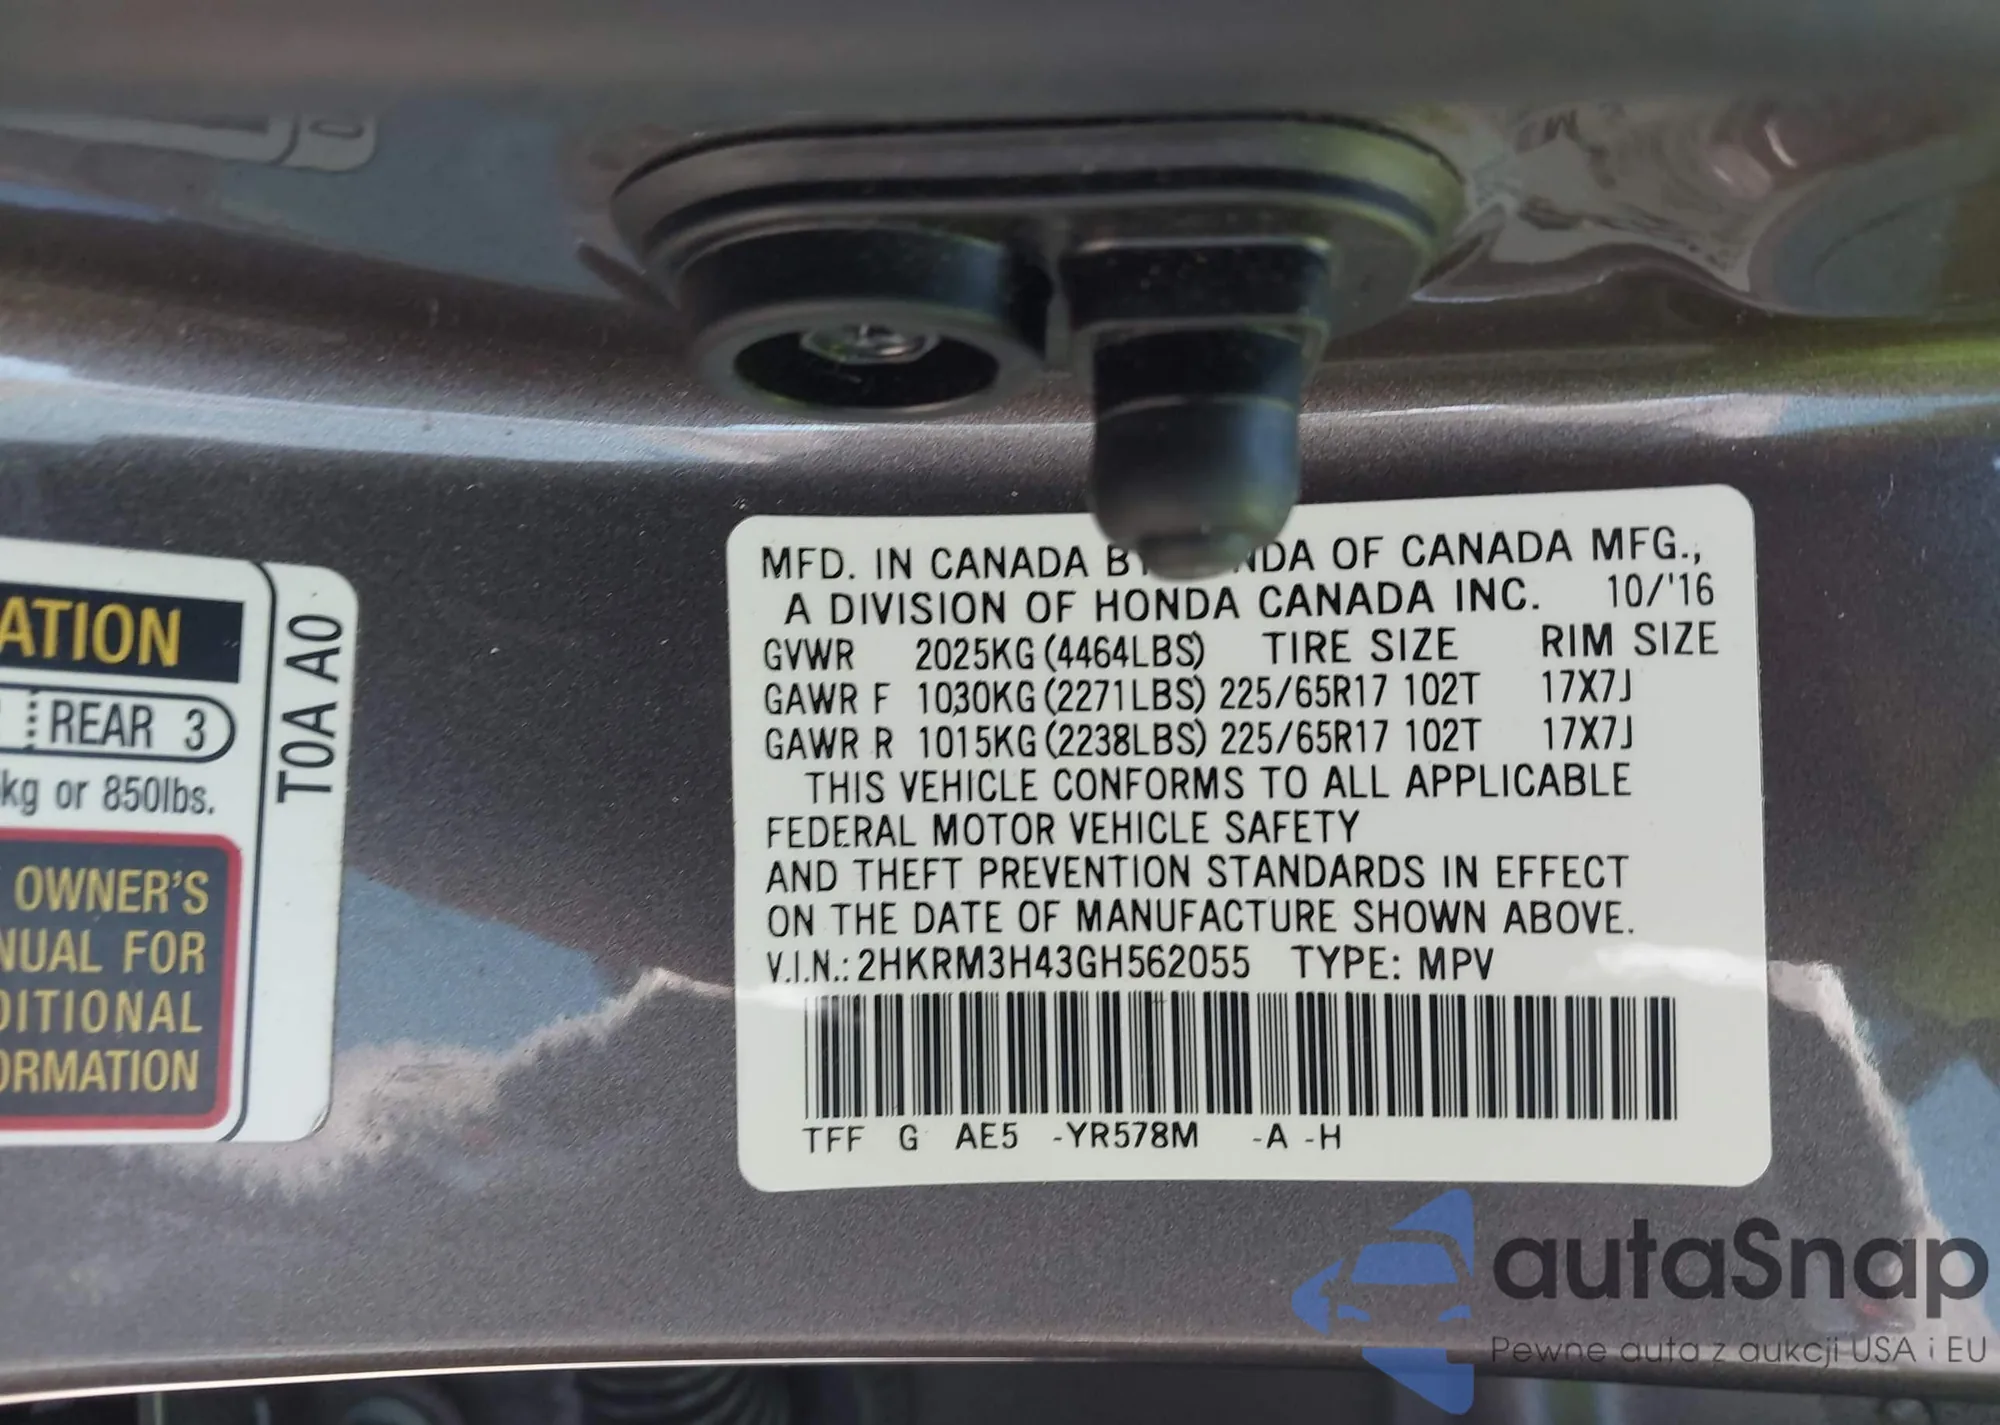 ATION
REAR 3
kg or 850lbs.
OWNER'S
NUAL FOR
DITIONAL
ORMATION
T0A A0
MFD. IN CANADA BY OF CANADA MFG.,
A DIVISION OF HONDA CANADA INC. 10/'16
GVWR 2025KG (4464LBS) TIRE SIZE RIM SIZE
GAWR F 1030KG (2271LBS) 225/65R17 102T 17X7J
GAWR R 1015KG (2238LBS) 225/65R17 102T 17X7J
THIS VEHICLE CONFORMS TO ALL APPLICABLE
FEDERAL MOTOR VEHICLE SAFETY
AND THEFT PREVENTION STANDARDS IN EFFECT
ON THE DATE OF MANUFACTURE SHOWN ABOVE.
V.I.N.: 2HKRM3H43GH562055 TYPE: MPV
TFF G AE5 -YR578M -A -H
autaSnap
Pewne auta z aukcji USA i EU